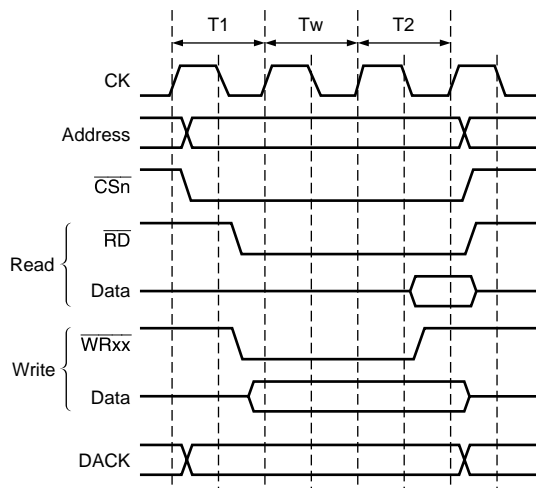 T1 Tw T2
CK
Address
CSn
RD
Read
Data
WRxx
Write
Data
DACK